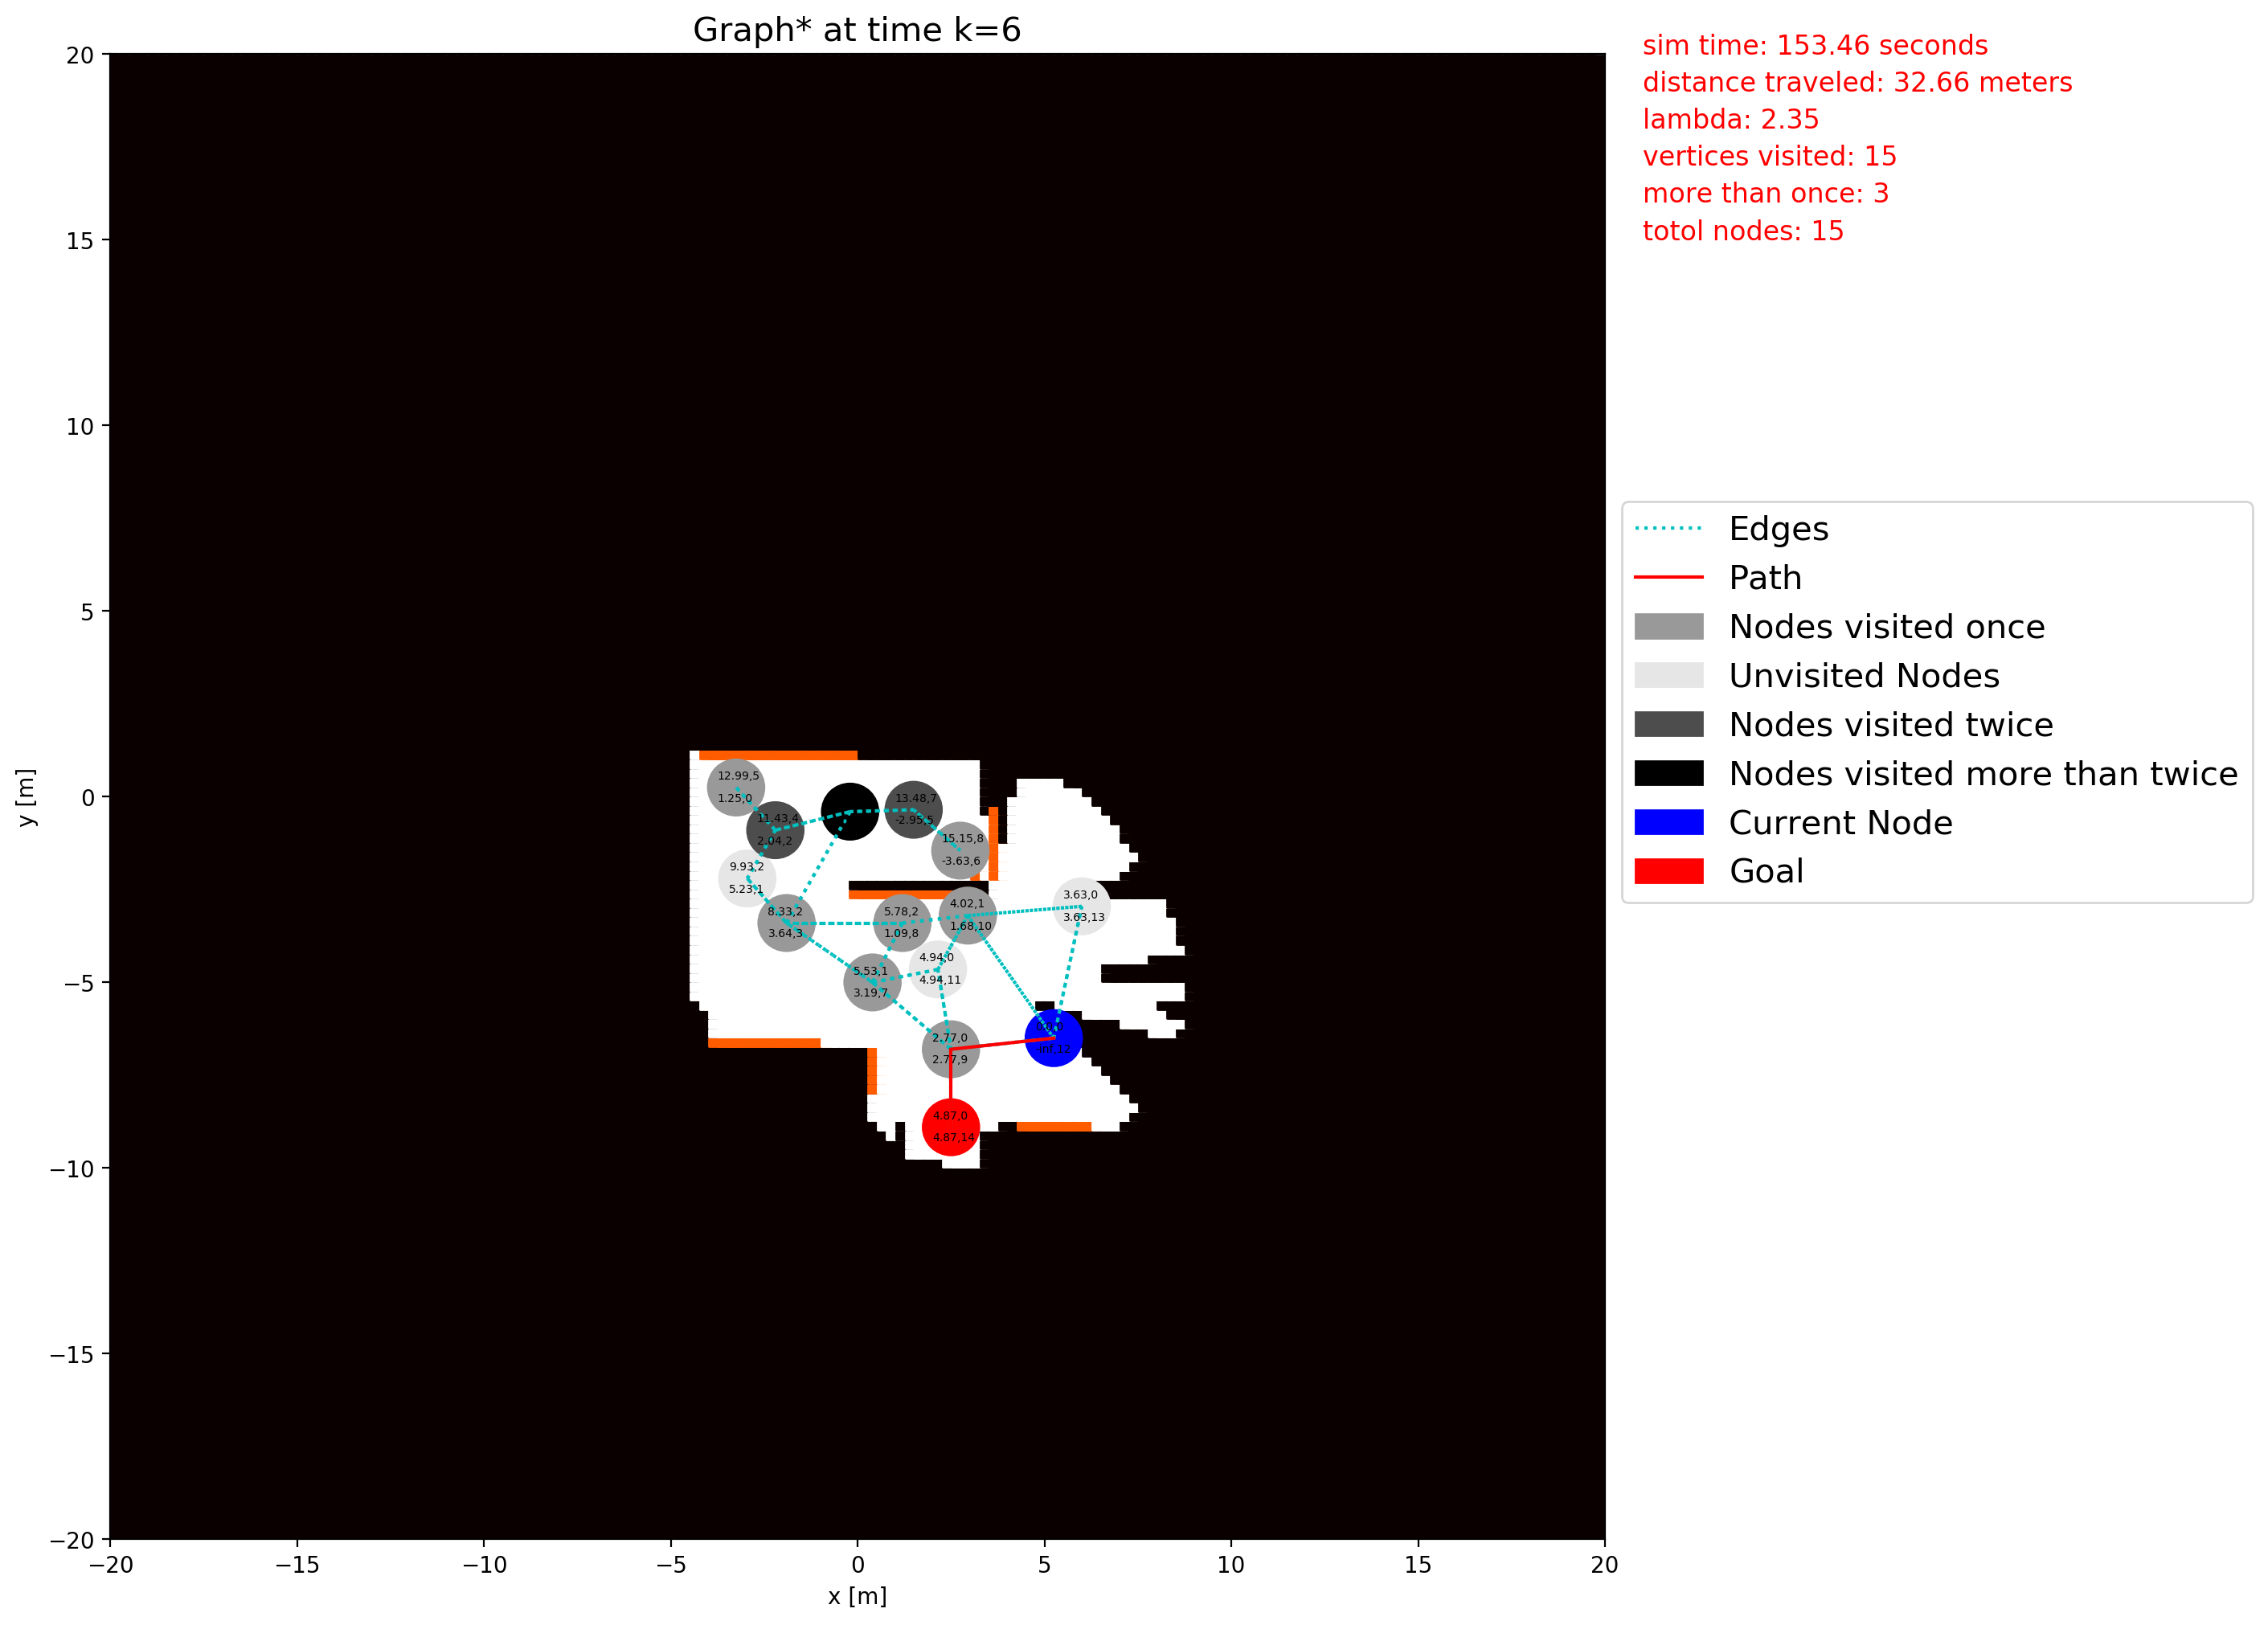 Graph* at time k=6
sim time: 153.46 seconds
distance traveled: 32.66 meters
lambda: 2.35
vertices visited: 15
more than once: 3
totol nodes: 15
20
15
10
5
0
−5
−10
−15
−20
y [m]
12.99,5
1.25,0
11.43,4
2.04,2
13.48,7
-2.95,5
15.15,8
-3.63,6
9.93,2
5.23,1
8.33,2
3.64,3
5.78,2
1.09,8
4.02,1
1.68,10
3.63,0
3.63,13
5.53,1
3.19,7
4.94,0
4.94,11
2.77,0
2.77,9
4.87,0
4.87,14
−20
−15
−10
−5
0
5
10
15
20
x [m]
Edges
Path
Nodes visited once
Unvisited Nodes
Nodes visited twice
Nodes visited more than twice
Current Node
Goal